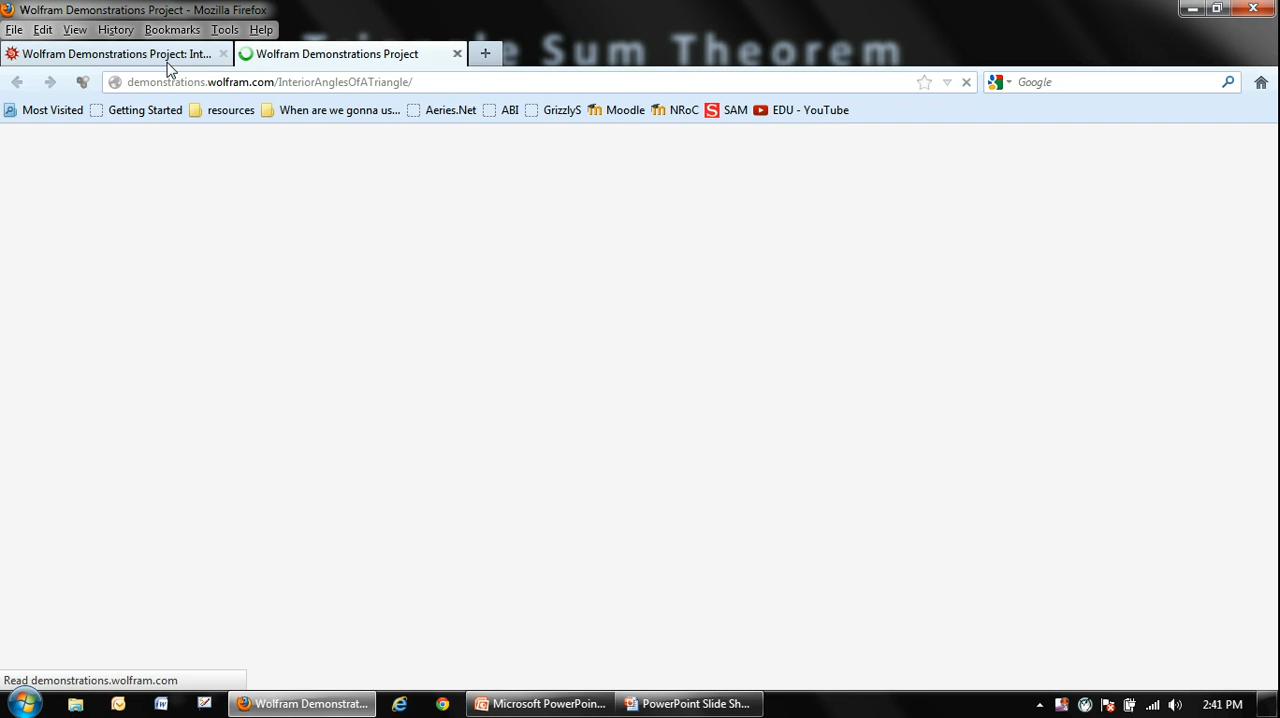 Wolfram Demonstrations Project - Mozilla Firefox
File Edit View History Bookmarks Tools Help
Sum Theorem
Wolfram Demonstrations Project: Int...
Wolfram Demonstrations Project
demonstrations.wolfram.com/InteriorAnglesOfATriangle/
Google
Most Visited Getting Started resources When are we gonna us... Aeries.Net ABI GrizzlyS Moodle NRoC SAM EDU - YouTube
Read demonstrations.wolfram.com
Wolfram Demonstrat... Microsoft PowerPoin... PowerPoint Slide Sh... 2:41 PM